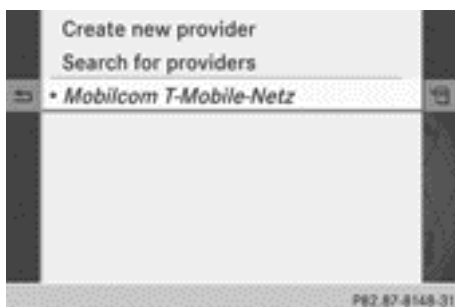 Create new provider
Search for providers
• Mobilcom T-Mobile-Netz
P82.87-8148-31